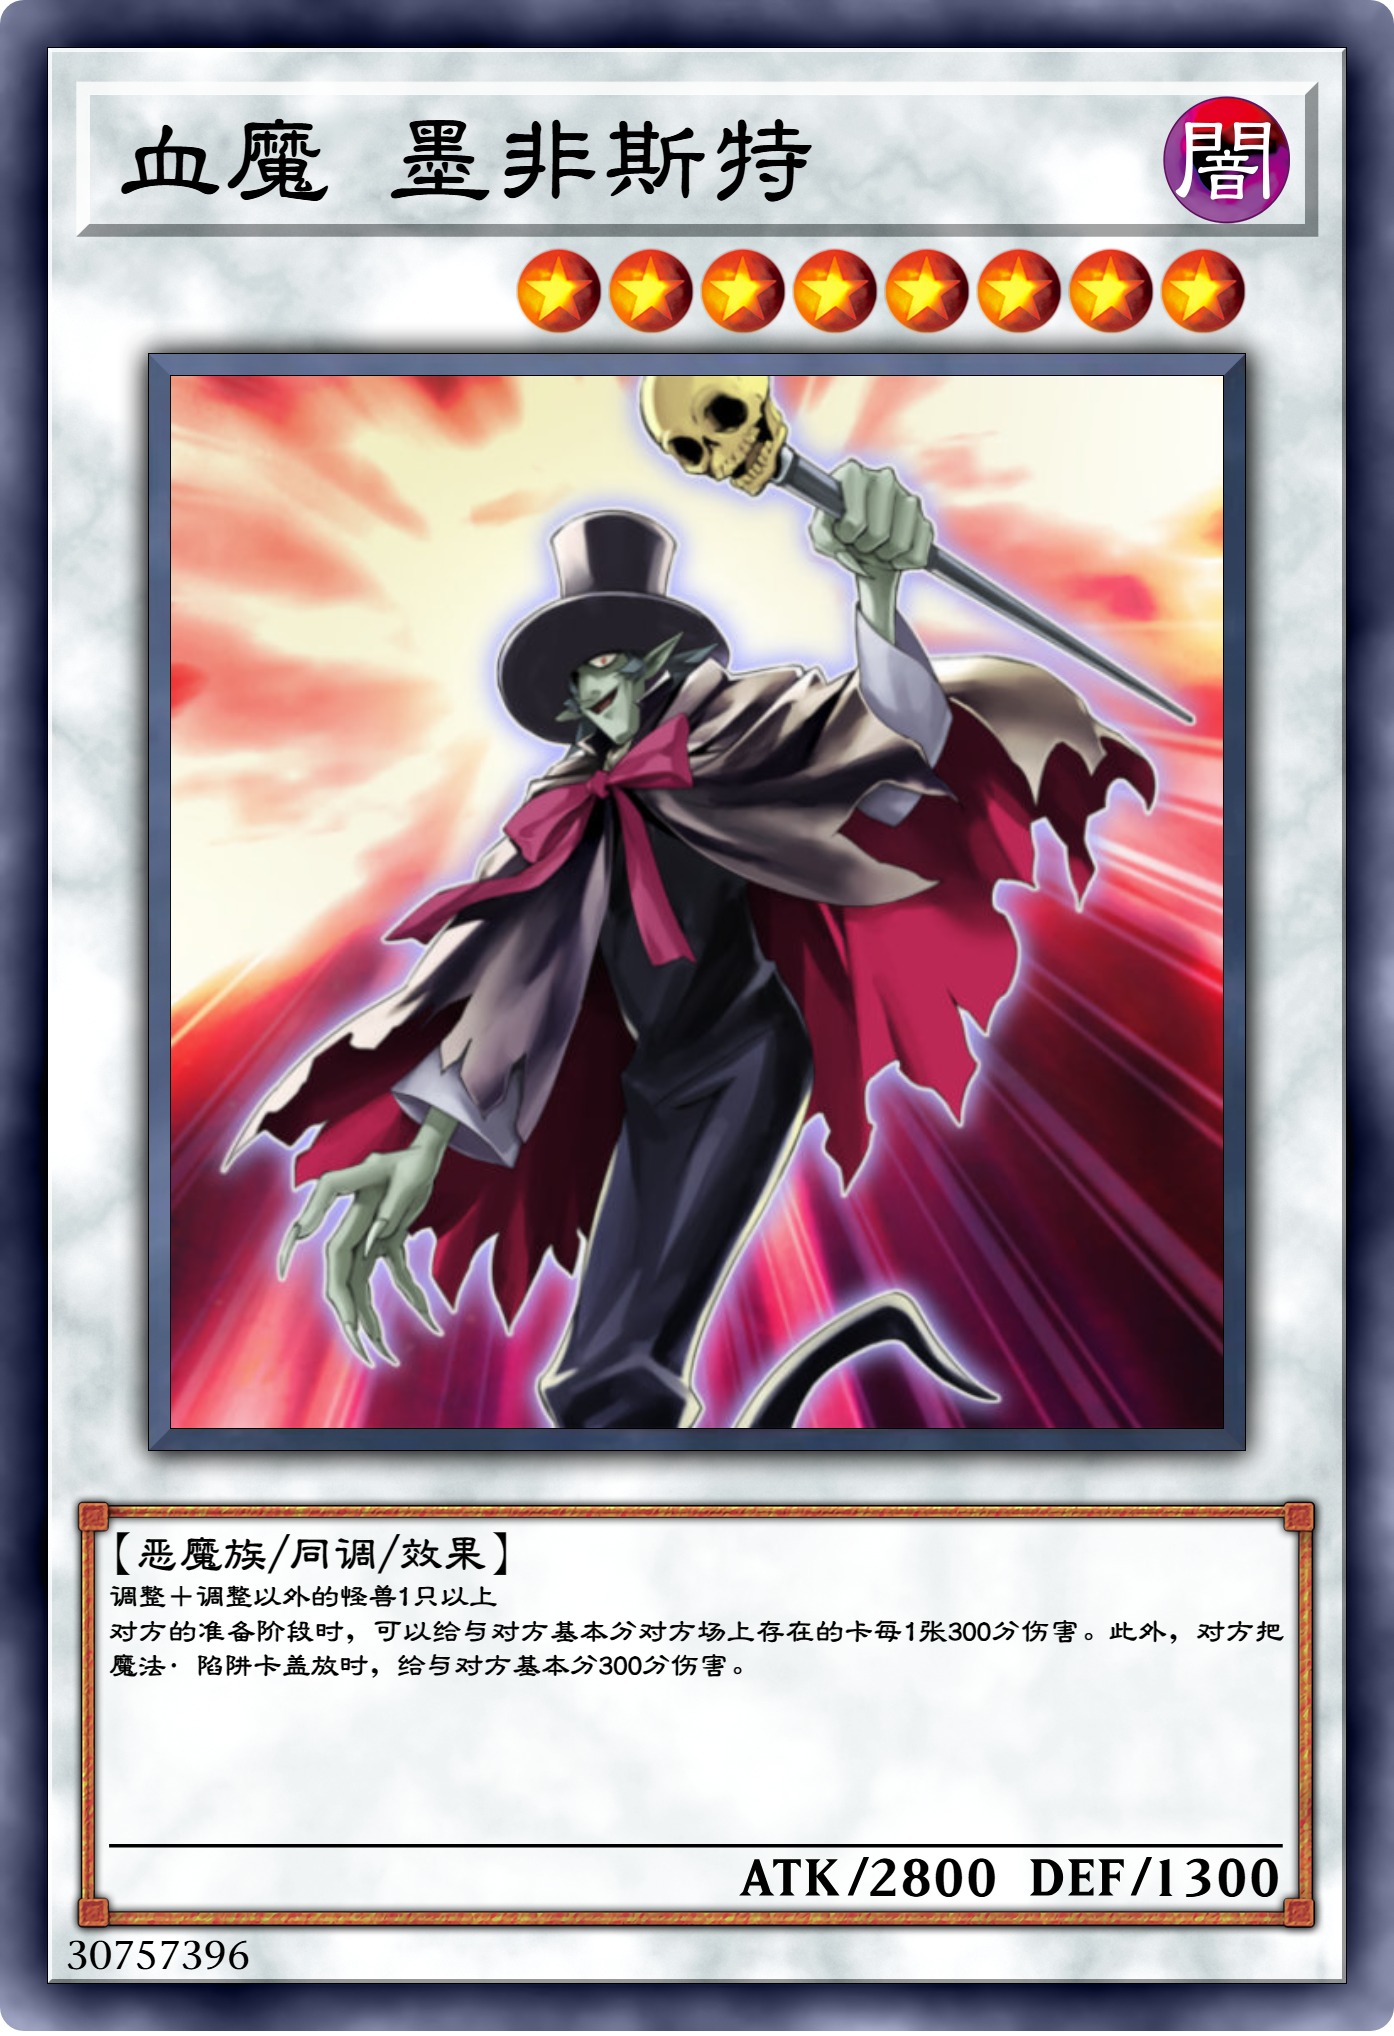 血魔 墨非斯特
闇
【恶魔族/同调/效果】
调整＋调整以外的怪兽1只以上
对方的准备阶段时，可以给与对方基本分对方场上存在的卡每1张300分伤害。此外，对方把
魔法·陷阱卡盖放时，给与对方基本分300分伤害。
ATK/2800 DEF/1300
30757396